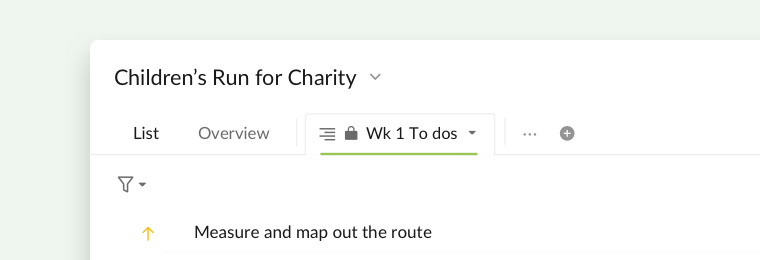 Children’s Run for Charity
List Overview Wk 1 To dos
Measure and map out the route